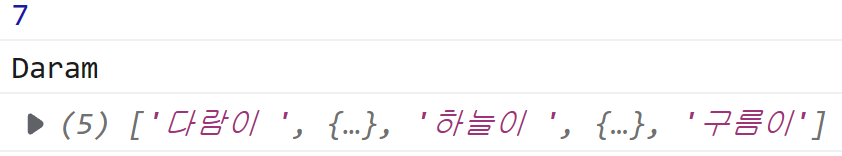 7
Daram
▶ (5) ['다람이 ', {…}, '하늘이 ', {…}, '구름이']